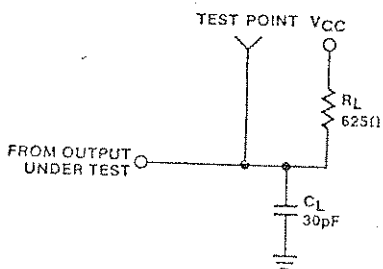 TEST POINT VCC
RL
625Ω
FROM OUTPUT
UNDER TEST
CL
30pF